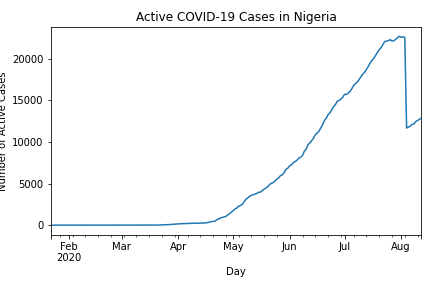 Active COVID-19 Cases in Nigeria
Number of Active Cases
20000
15000
10000
5000
0
Feb Mar Apr May Jun Jul Aug
2020
Day